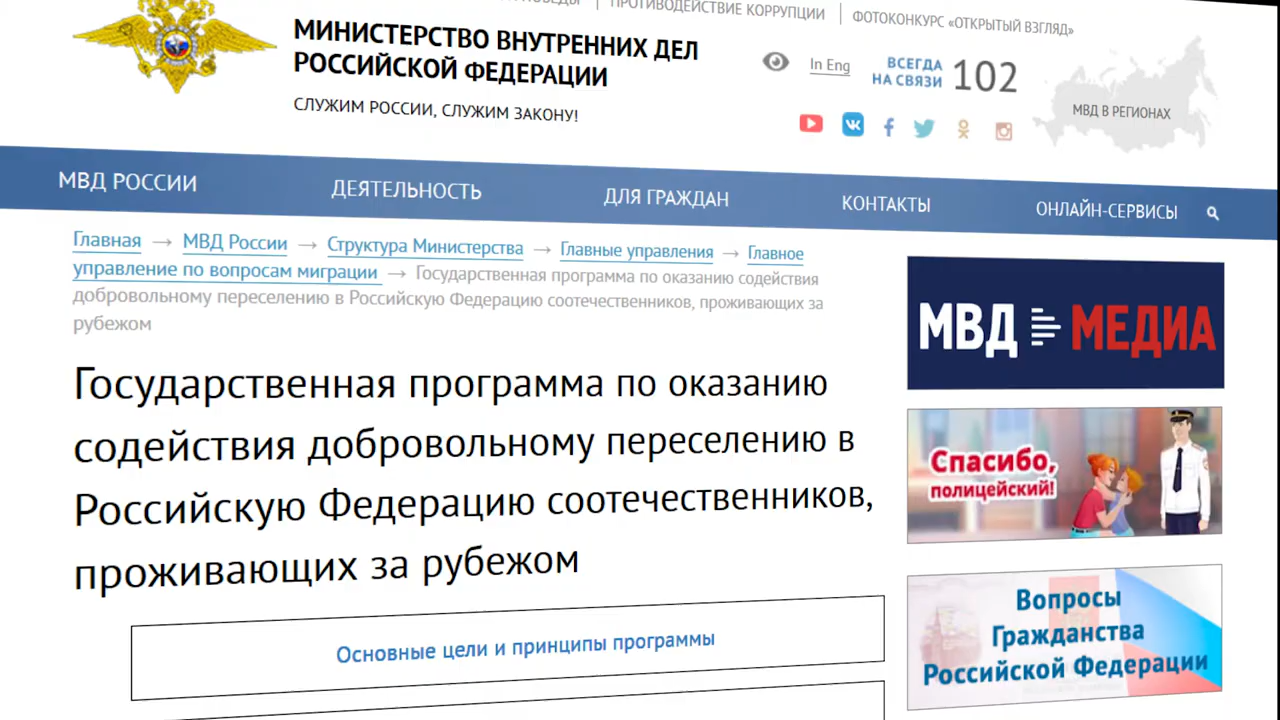 ПРОТИВОДЕЙСТВИЕ КОРРУПЦИИ
ФОТОКОНКУРС «ОТКРЫТЫЙ ВЗГЛЯД»
МИНИСТЕРСТВО ВНУТРЕННИХ ДЕЛ
РОССИЙСКОЙ ФЕДЕРАЦИИ
СЛУЖИМ РОССИИ, СЛУЖИМ ЗАКОНУ!
In Eng
ВСЕГДА
НА СВЯЗИ
102
МВД В РЕГИОНАХ
МВД РОССИИ
ДЕЯТЕЛЬНОСТЬ
ДЛЯ ГРАЖДАН
КОНТАКТЫ
ОНЛАЙН-СЕРВИСЫ
Главная → МВД России → Структура Министерства → Главные управления → Главное
управление по вопросам миграции → Государственная программа по оказанию содействия
добровольному переселению в Российскую Федерацию соотечественников, проживающих за
рубежом
Государственная программа по оказанию
содействия добровольному переселению в
Российскую Федерацию соотечественников,
проживающих за рубежом
Основные цели и принципы программы
МВД МЕДИА
Спасибо,
полицейский!
Вопросы
Гражданства
Российской Федерации